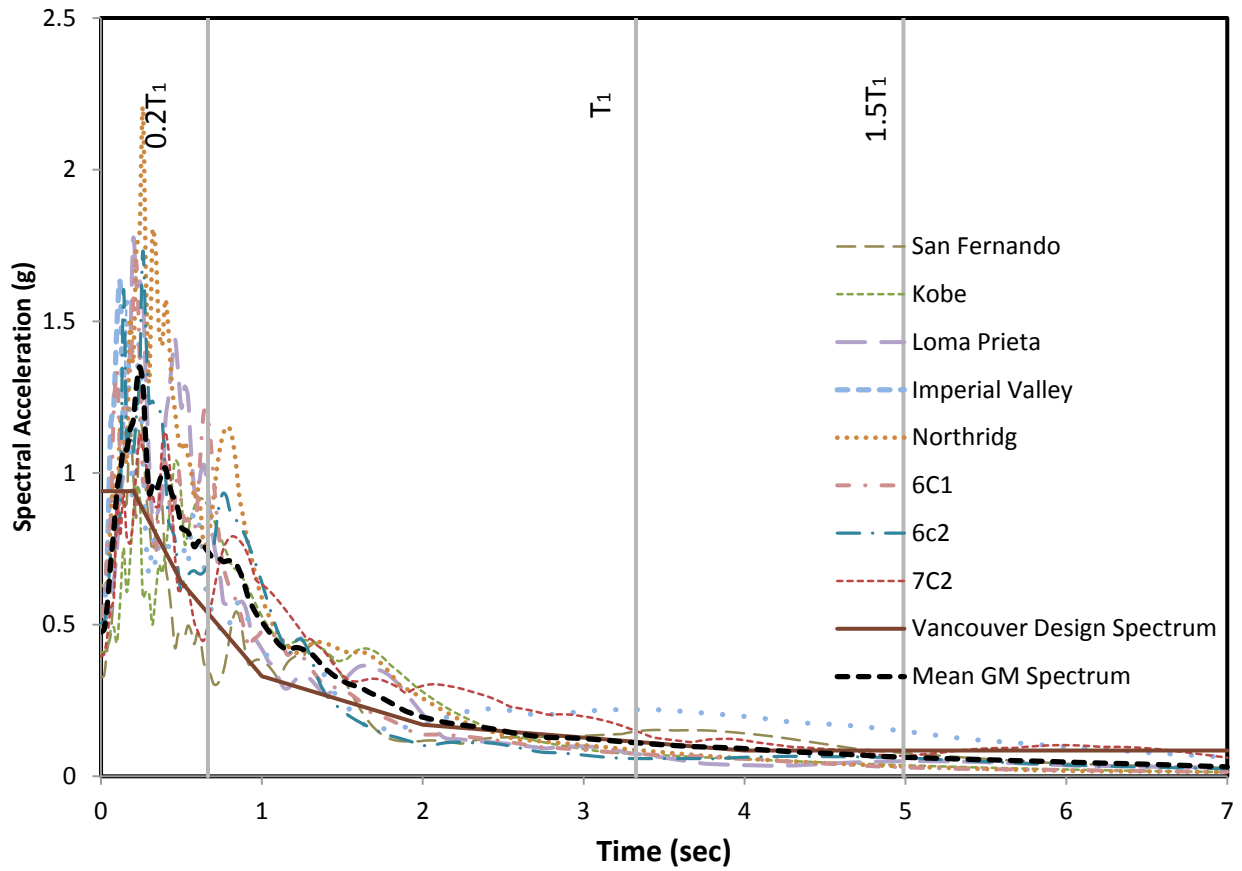 2.5
2
1.5
1
0.5
0
Spectral Acceleration (g)
0.2T1
T1
1.5T1
San Fernando
Kobe
Loma Prieta
Imperial Valley
Northridg
6C1
6c2
7C2
Vancouver Design Spectrum
Mean GM Spectrum
0 1 2 3 4 5 6 7
Time (sec)